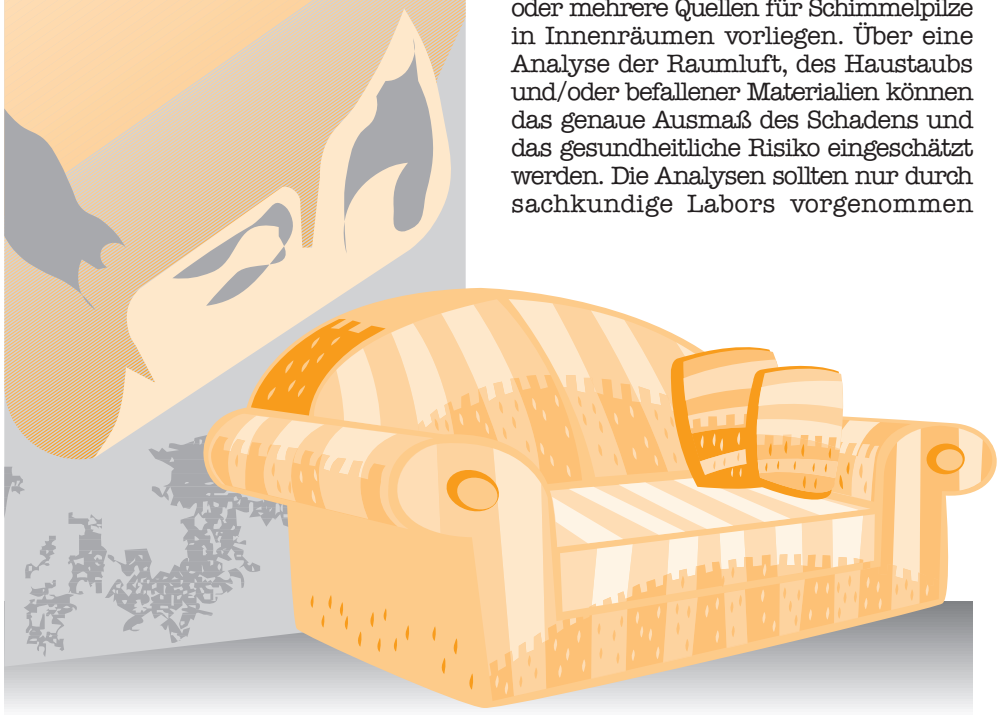 oder mehrere Quellen für Schimmelpilze
in Innenräumen vorliegen. Über eine
Analyse der Raumluft, des Haustaubs
und/oder befallener Materialien können
das genaue Ausmaß des Schadens und
das gesundheitliche Risiko eingeschätzt
werden. Die Analysen sollten nur durch
sachkundige Labors vorgenommen